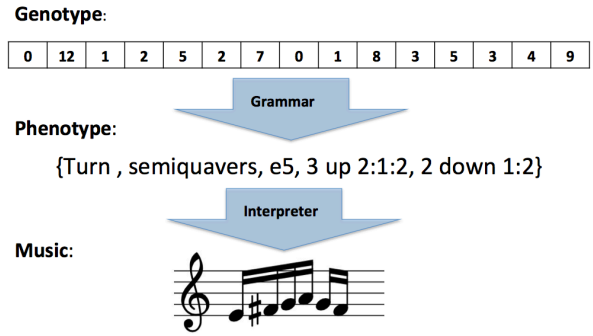 Genotype:
0 12 1 2 5 2 7 0 1 8 3 5 3 4 9
Grammar
Phenotype:
{Turn , semiquavers, e5, 3 up 2:1:2, 2 down 1:2}
Interpreter
Music: